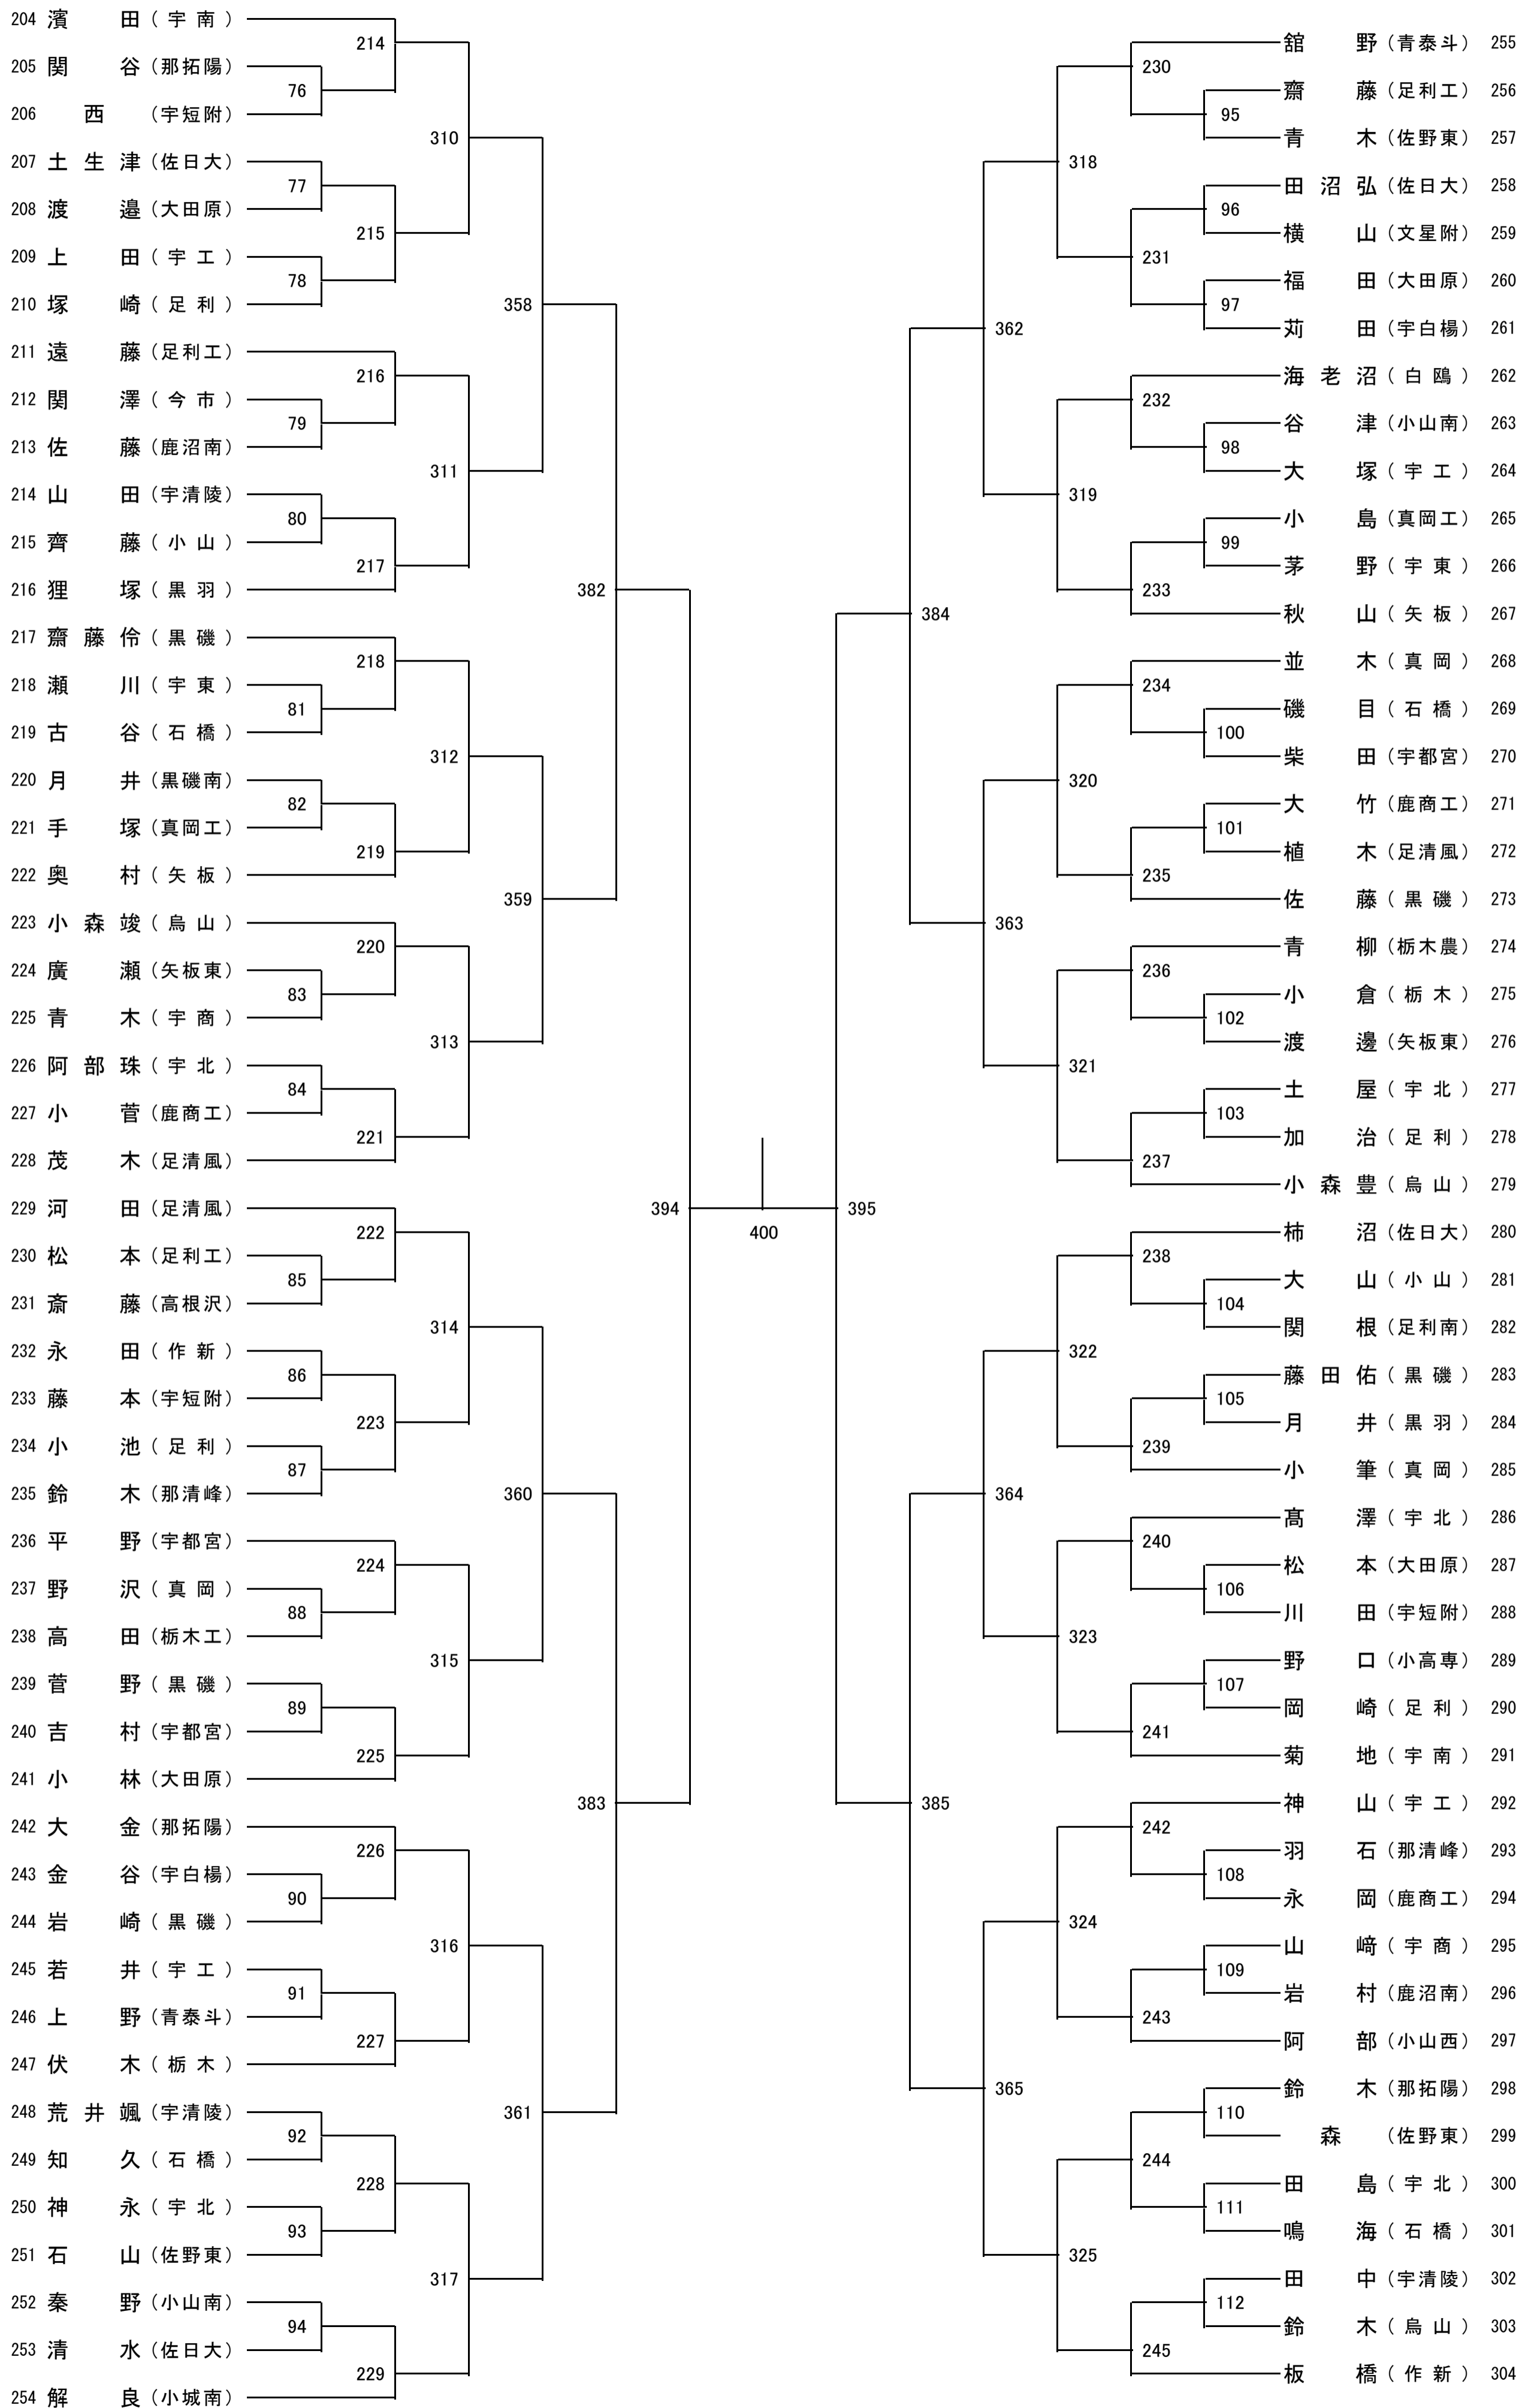 204 濱田（宇南）
205 関谷（那拓陽）
206 西（宇短附）
207 土生津（佐日大）
208 渡邉（大田原）
209 上田（宇工）
210 塚崎（足利）
211 遠藤（足利工）
212 関澤（今市）
213 佐藤（鹿沼南）
214 山田（宇清陵）
215 齊藤（小山）
216 狸塚（黒羽）
217 齋藤伶（黒磯）
218 瀬川（宇東）
219 古谷（石橋）
220 月井（黒磯南）
221 手塚（真岡工）
222 奥村（矢板）
223 小森竣（烏山）
224 廣瀬（矢板東）
225 青木（宇商）
226 阿部珠（宇北）
227 小菅（鹿商工）
228 茂木（足清風）
229 河田（足清風）
230 松本（足利工）
231 斎藤（高根沢）
232 永田（作新）
233 藤本（宇短附）
234 小池（足利）
235 鈴木（那清峰）
236 平野（宇都宮）
237 野沢（真岡）
238 高田（栃木工）
239 菅野（黒磯）
240 吉村（宇都宮）
241 小林（大田原）
242 大金（那拓陽）
243 金谷（宇白楊）
244 岩崎（黒磯）
245 若井（宇工）
246 上野（青泰斗）
247 伏木（栃木）
248 荒井颯（宇清陵）
249 知久（石橋）
250 神永（宇北）
251 石山（佐野東）
252 秦野（小山南）
253 清水（佐日大）
254 解良（小城南）
76
77
78
79
80
81
82
83
84
85
86
87
88
89
90
91
92
93
94
214
215
216
217
218
219
220
221
222
223
224
225
226
227
228
229
310
311
312
313
314
315
316
317
358
359
360
361
382
383
394
400
395
384
385
362
363
364
365
318
319
320
321
322
323
324
325
230
231
232
233
234
235
236
237
238
239
240
241
242
243
244
245
95
96
97
98
99
100
101
102
103
104
105
106
107
108
109
110
111
112
舘野（青泰斗） 255
齋藤（足利工） 256
青木（佐野東） 257
田沼弘（佐日大） 258
横山（文星附） 259
福田（大田原） 260
苅田（宇白楊） 261
海老沼（白鴎） 262
谷津（小山南） 263
大塚（宇工） 264
小島（真岡工） 265
茅野（宇東） 266
秋山（矢板） 267
並木（真岡） 268
磯目（石橋） 269
柴田（宇都宮） 270
大竹（鹿商工） 271
植木（足清風） 272
佐藤（黒磯） 273
青柳（栃木農） 274
小倉（栃木） 275
渡邊（矢板東） 276
土屋（宇北） 277
加治（足利） 278
小森豊（烏山） 279
柿沼（佐日大） 280
大山（小山） 281
関根（足利南） 282
藤田佑（黒磯） 283
月井（黒羽） 284
小筆（真岡） 285
髙澤（宇北） 286
松本（大田原） 287
川田（宇短附） 288
野口（小高専） 289
岡崎（足利） 290
菊地（宇南） 291
神山（宇工） 292
羽石（那清峰） 293
永岡（鹿商工） 294
山﨑（宇商） 295
岩村（鹿沼南） 296
阿部（小山西） 297
鈴木（那拓陽） 298
森（佐野東） 299
田島（宇北） 300
鳴海（石橋） 301
田中（宇清陵） 302
鈴木（烏山） 303
板橋（作新） 304